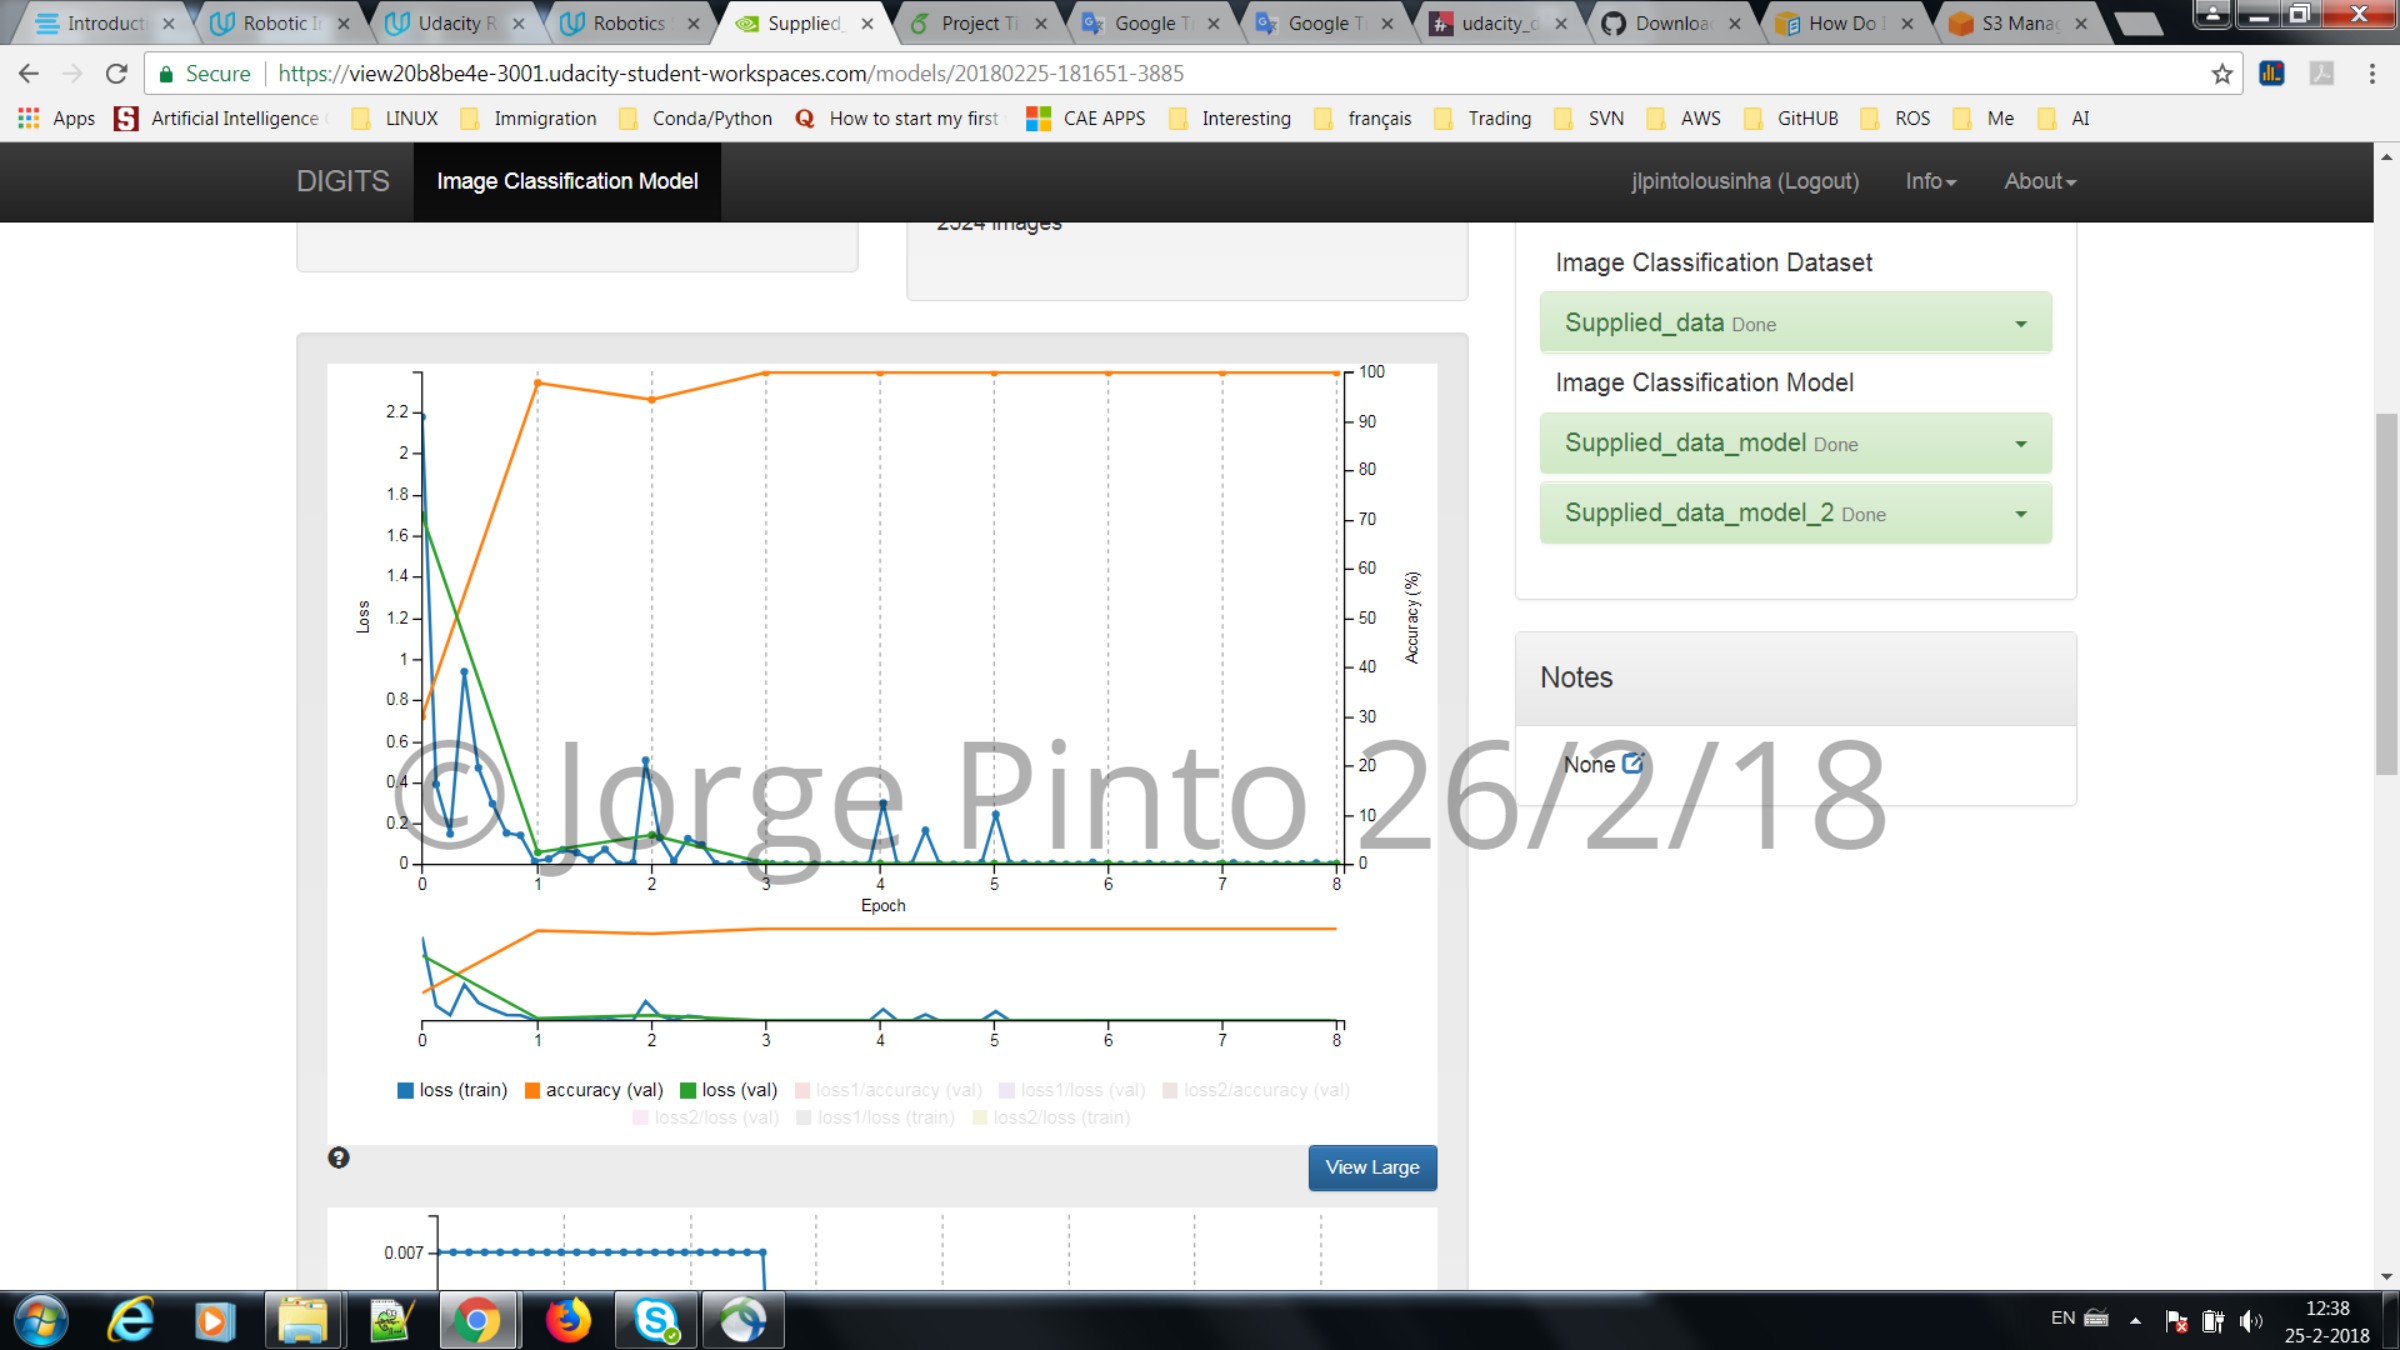 Introducti Robotic Ir Udacity R Robotics Supplied_ Project Ti Google T Google T udacity_d Downloa How Do I S3 Manag
Secure https://view20b8be4e-3001.udacity-student-workspaces.com/models/20180225-181651-3885
Apps Artificial Intelligence LINUX Immigration Conda/Python How to start my first CAE APPS Interesting français Trading SVN AWS GitHUB ROS Me AI
DIGITS Image Classification Model jlpintolousinha (Logout) Info About
2324 images
Image Classification Dataset
Supplied_data Done
Image Classification Model
Supplied_data_model Done
Supplied_data_model_2 Done
Notes
None
2.2
2
1.8
1.6
1.4
1.2
1
0.8
0.6
0.4
0.2
0
Loss
100
90
80
70
60
50
40
30
20
10
0
Accuracy (%)
0 1 2 3 4 5 6 7 8
Epoch
© Jorge Pinto 26/2/18
0 1 2 3 4 5 6 7 8
loss (train) accuracy (val) loss (val) loss1/accuracy (val) loss1/loss (val) loss2/accuracy (val)
loss2/loss (val) loss1/loss (train) loss2/loss (train)
View Large
0.007
EN
12:38
25-2-2018